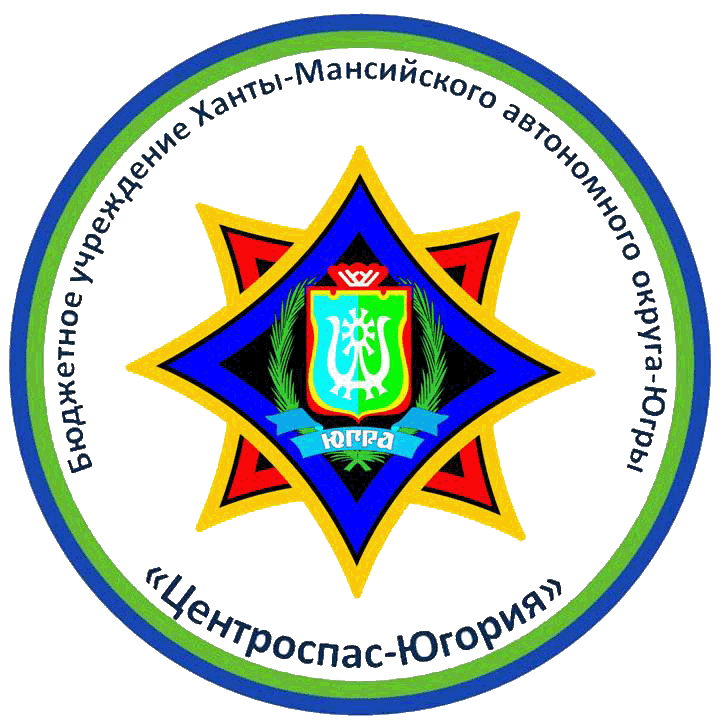 Бюджетное учреждение Ханты-Мансийского автономного округа-Югры
ЮГРА
«Центроспас-Югория»